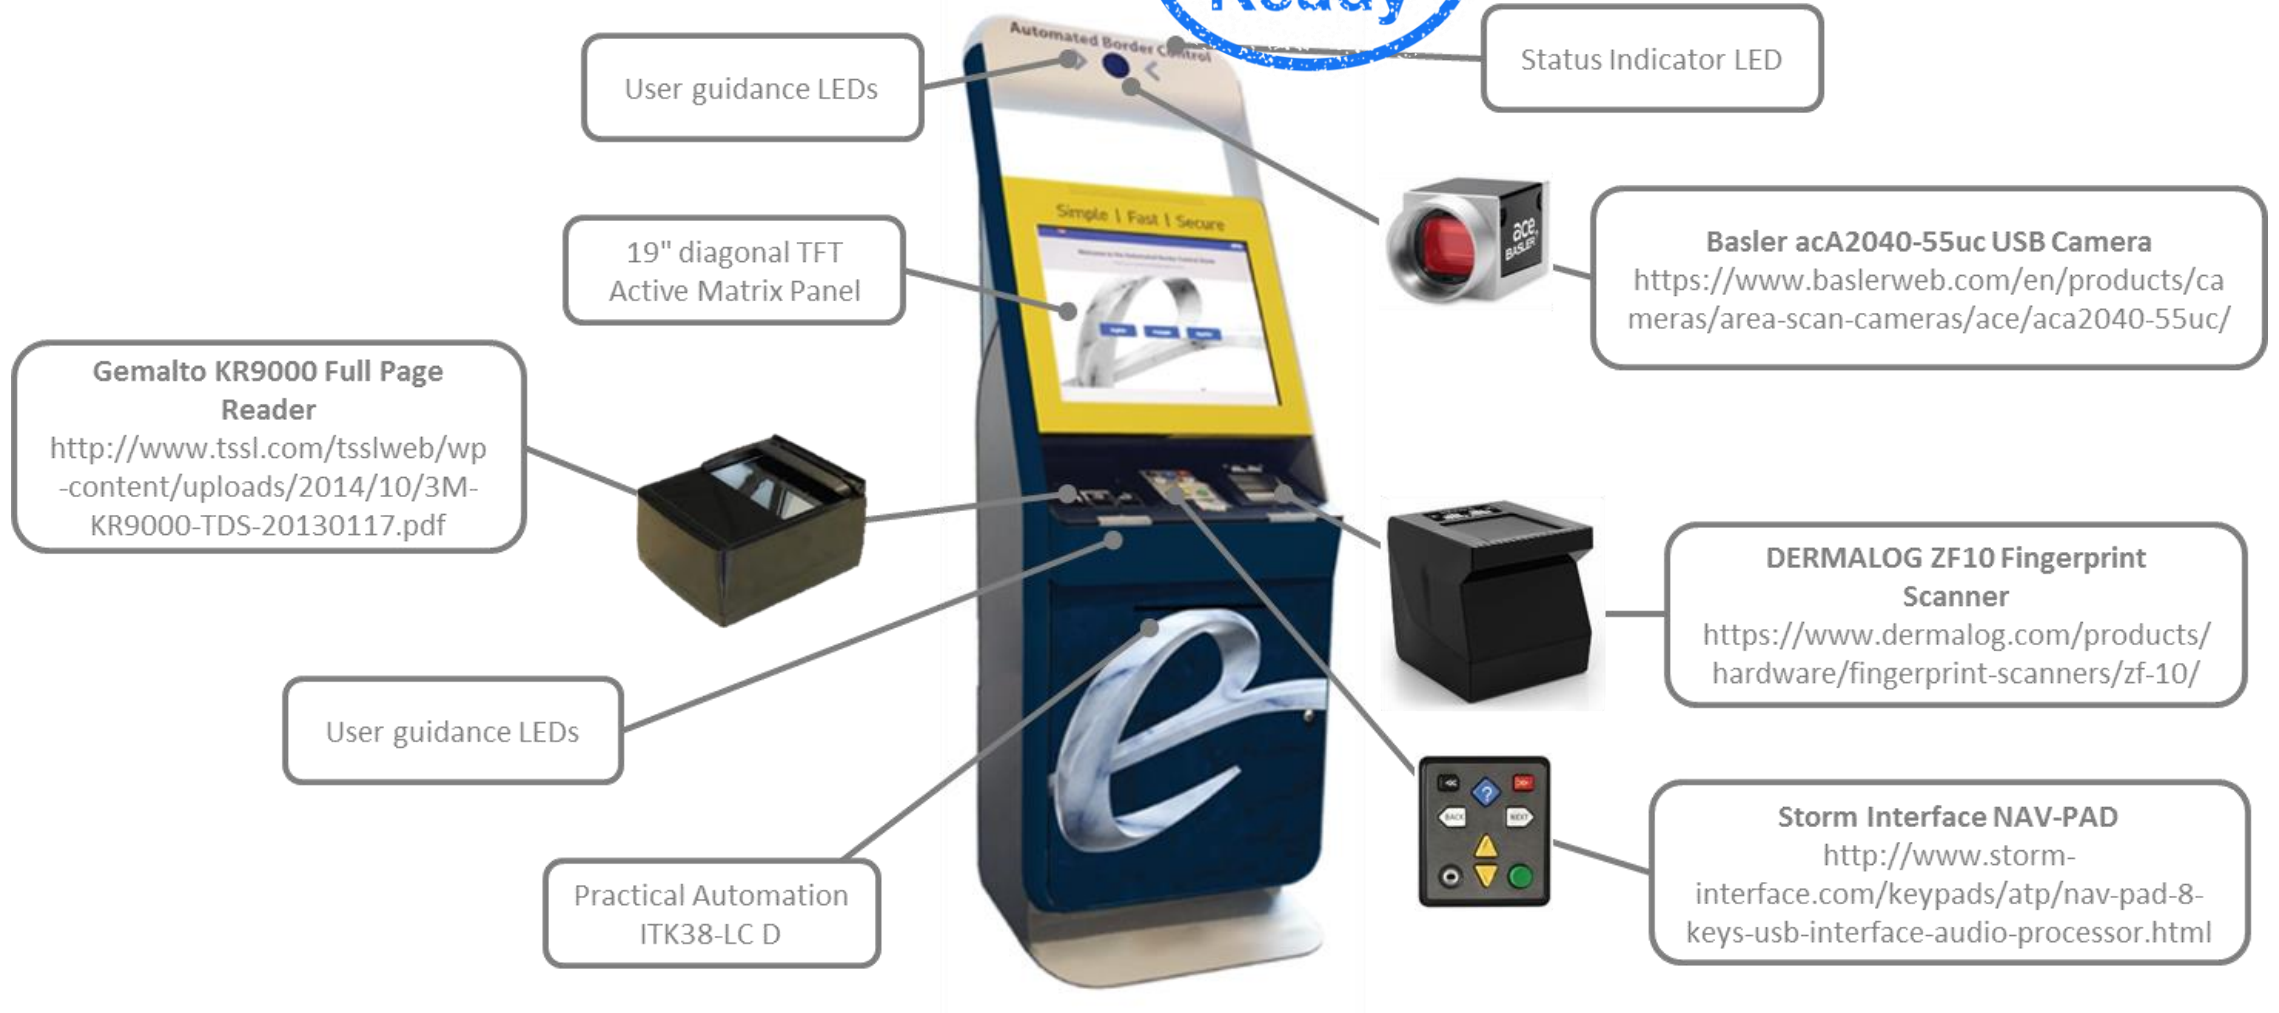 Ready
Automated Border Control
User guidance LEDs
Status Indicator LED
19" diagonal TFT
Active Matrix Panel
Simple | Fast | Secure
ace
BASLER
Basler acA2040-55uc USB Camera
https://www.baslerweb.com/en/products/ca
meras/area-scan-cameras/ace/aca2040-55uc/
Gemalto KR9000 Full Page
Reader
http://www.tssl.com/tsslweb/wp
-content/uploads/2014/10/3M-
KR9000-TDS-20130117.pdf
DERMALOG ZF10 Fingerprint
Scanner
https://www.dermalog.com/products/
hardware/fingerprint-scanners/zf-10/
User guidance LEDs
<< ? >>
BACK NEXT
Storm Interface NAV-PAD
http://www.storm-
interface.com/keypads/atp/nav-pad-8-
keys-usb-interface-audio-processor.html
Practical Automation
ITK38-LC D